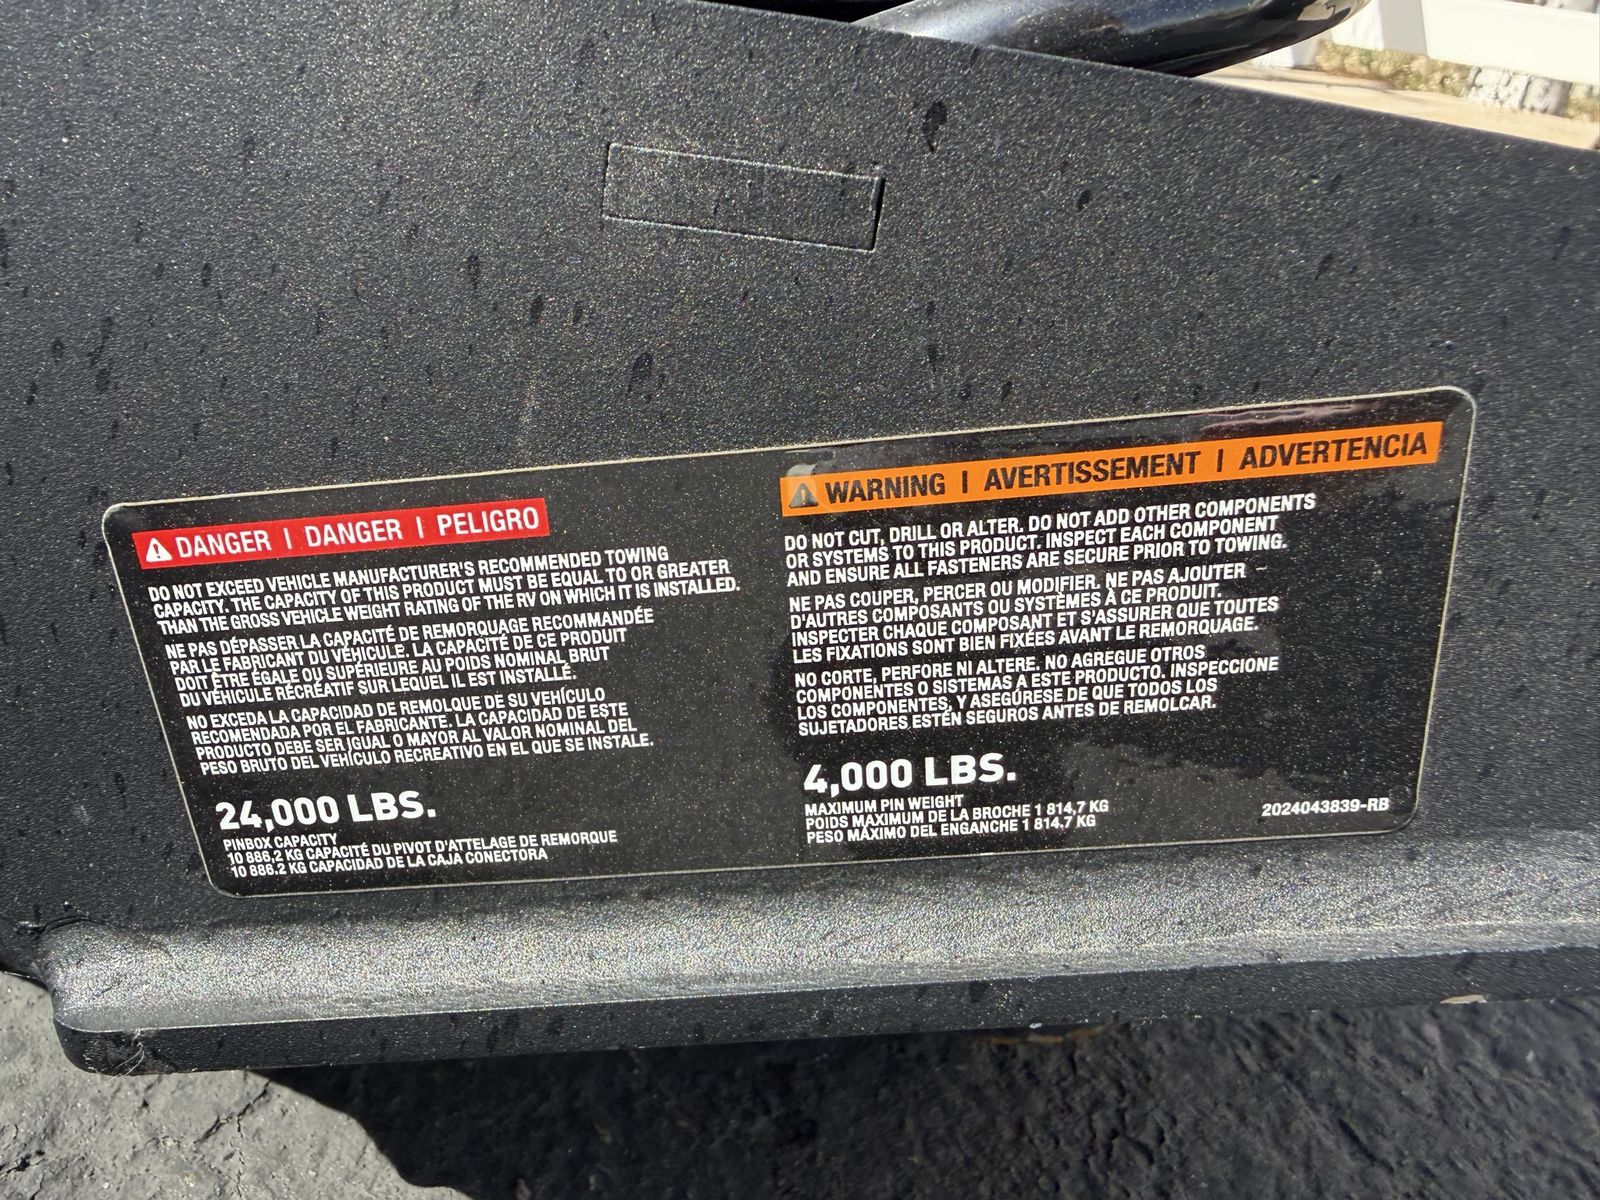 DANGER | DANGER | PELIGRO
DO NOT EXCEED VEHICLE MANUFACTURER'S RECOMMENDED TOWING
CAPACITY. THE CAPACITY OF THIS PRODUCT MUST BE EQUAL TO OR GREATER
THAN THE GROSS VEHICLE WEIGHT RATING OF THE RV ON WHICH IT IS INSTALLED.
NE PAS DÉPASSER LA CAPACITÉ DE REMORQUAGE RECOMMANDÉE
PAR LE FABRICANT DU VÉHICULE. LA CAPACITÉ DE CE PRODUIT
DOIT ÊTRE ÉGALE OU SUPÉRIEURE AU POIDS NOMINAL BRUT
DU VÉHICULE RÉCRÉATIF SUR LEQUEL IL EST INSTALLÉ.
NO EXCEDA LA CAPACIDAD DE REMOLQUE DE SU VEHÍCULO
RECOMENDADA POR EL FABRICANTE. LA CAPACIDAD DE ESTE
PRODUCTO DEBE SER IGUAL O MAYOR AL VALOR NOMINAL DEL
PESO BRUTO DEL VEHÍCULO RECREATIVO EN EL QUE SE INSTALE.
24,000 LBS.
PINBOX CAPACITY
10 886,2 KG CAPACITÉ DU PIVOT D'ATTELAGE DE REMORQUE
10 886.2 KG CAPACIDAD DE LA CAJA CONECTORA
WARNING | AVERTISSEMENT | ADVERTENCIA
DO NOT CUT, DRILL OR ALTER. DO NOT ADD OTHER COMPONENTS
OR SYSTEMS TO THIS PRODUCT. INSPECT EACH COMPONENT
AND ENSURE ALL FASTENERS ARE SECURE PRIOR TO TOWING.
NE PAS COUPER, PERCER OU MODIFIER. NE PAS AJOUTER
D'AUTRES COMPOSANTS OU SYSTÈMES À CE PRODUIT.
INSPECTER CHAQUE COMPOSANT ET S'ASSURER QUE TOUTES
LES FIXATIONS SONT BIEN FIXÉES AVANT LE REMORQUAGE.
NO CORTE, PERFORE NI ALTERE. NO AGREGUE OTROS
COMPONENTES O SISTEMAS A ESTE PRODUCTO. INSPECCIONE
LOS COMPONENTES, Y ASEGÚRESE DE QUE TODOS LOS
SUJETADORES ESTÉN SEGUROS ANTES DE REMOLCAR.
4,000 LBS.
MAXIMUM PIN WEIGHT
POIDS MAXIMUM DE LA BROCHE 1 814,7 KG
PESO MÁXIMO DEL ENGANCHE 1 814.7 KG
2024043839-RB